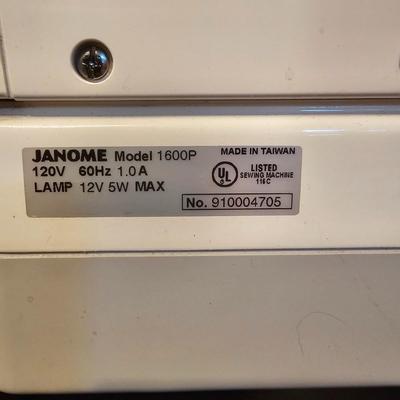 JANOME Model 1600P
MADE IN TAIWAN
120V 60Hz 1.0A
LAMP 12V 5W MAX
UL
LISTED
SEWING MACHINE
116C
No. 910004705